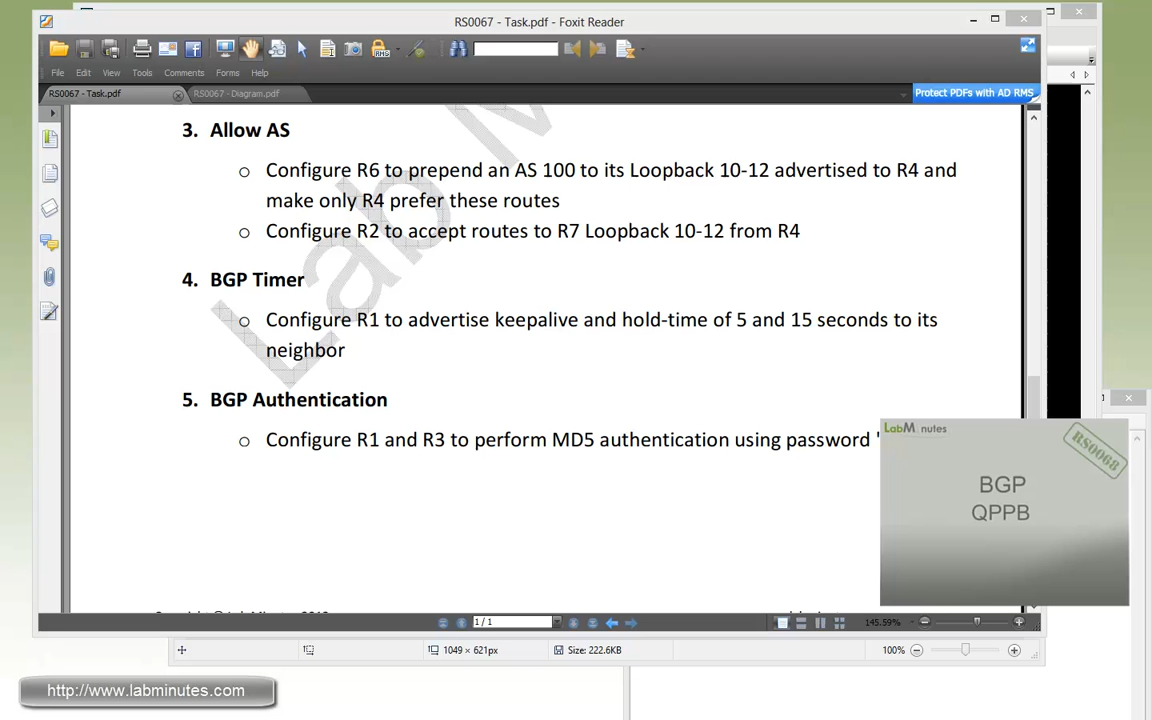 RS0067 - Task.pdf - Foxit Reader
File Edit View Tools Comments Forms Help
RS0067 - Task.pdf
RS0067 - Diagram.pdf
Protect PDFs with AD RMS
3. Allow AS
o Configure R6 to prepend an AS 100 to its Loopback 10-12 advertised to R4 and
make only R4 prefer these routes
o Configure R2 to accept routes to R7 Loopback 10-12 from R4
4. BGP Timer
o Configure R1 to advertise keepalive and hold-time of 5 and 15 seconds to its
neighbor
5. BGP Authentication
o Configure R1 and R3 to perform MD5 authentication using password '
Lab M
LabM nutes
RS0068
BGP
QPPB
1 / 1
145.59%
1049 × 621px
Size: 222.6KB
100%
http://www.labminutes.com